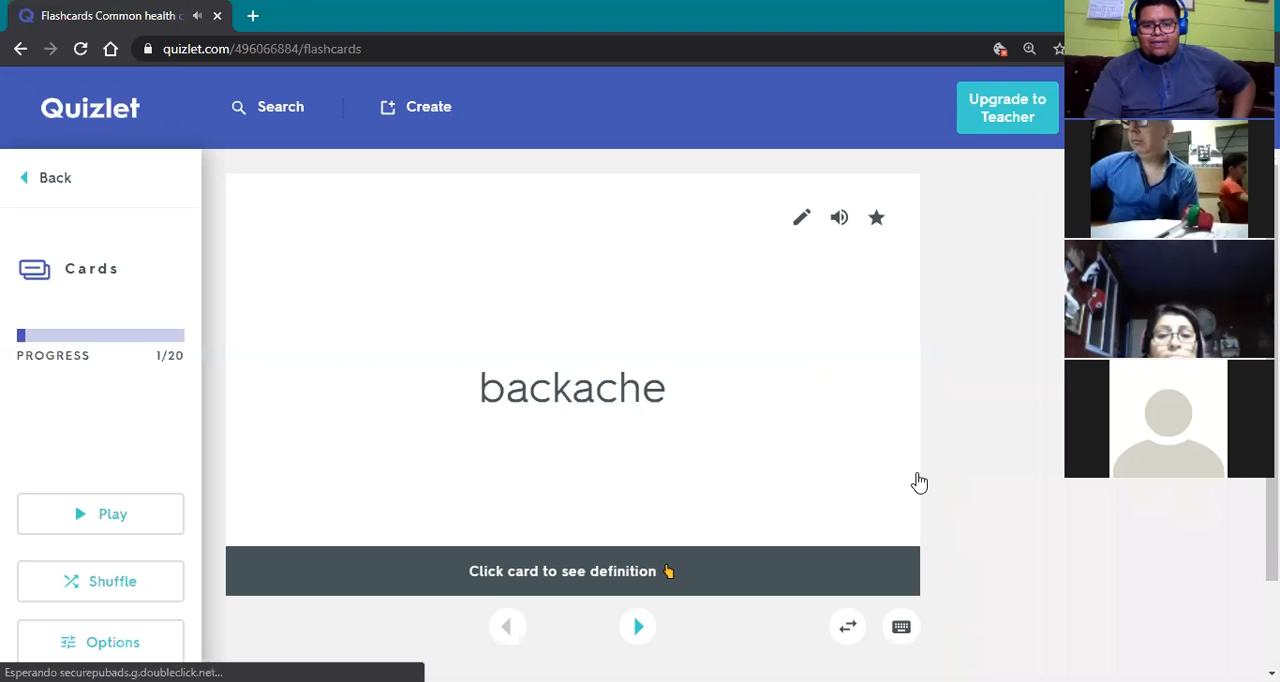 Flashcards Common health c
quizlet.com/496066884/flashcards
Quizlet
Search
Create
Upgrade to
Teacher
Back
Cards
PROGRESS 1/20
backache
Play
Shuffle
Options
Click card to see definition 👆
Esperando securepubads.g.doubleclick.net...